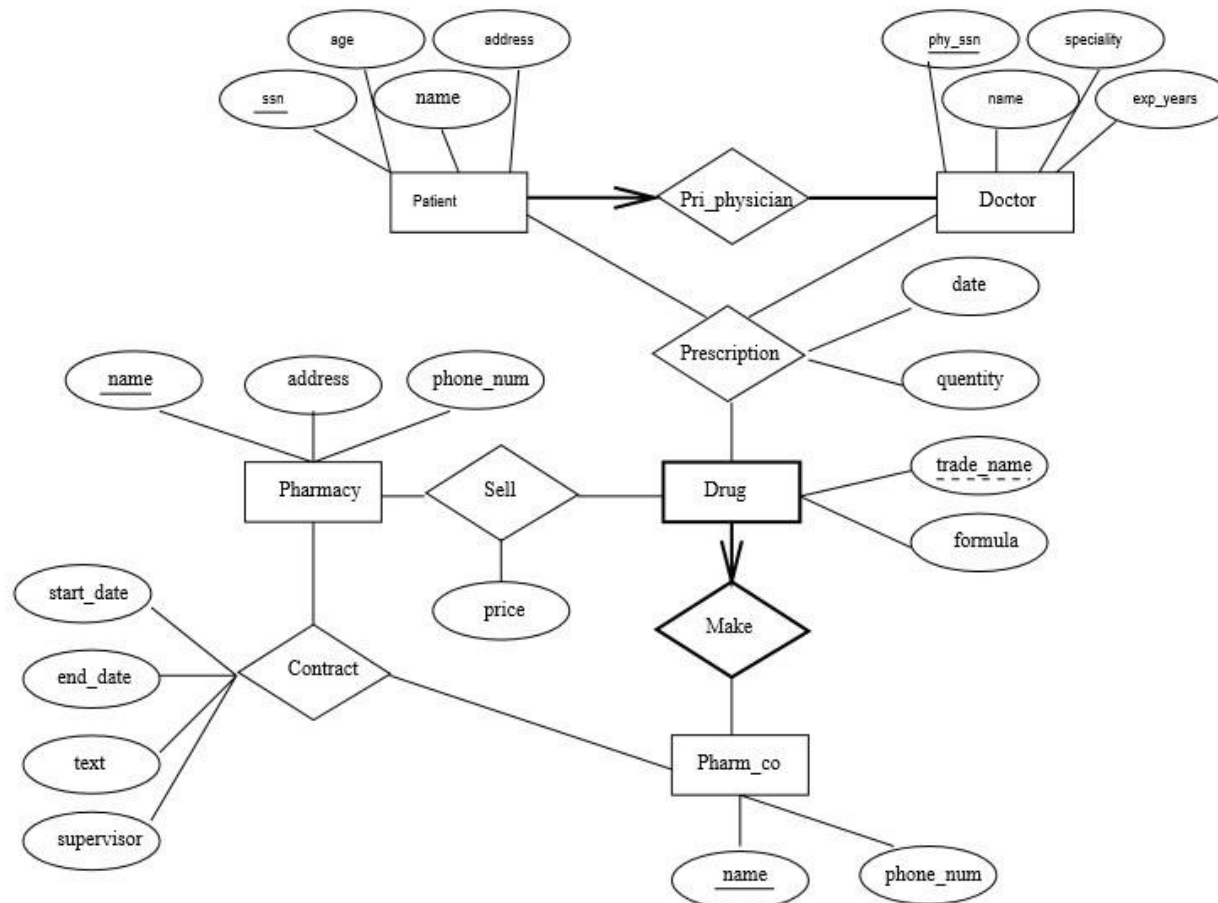 age
address
phy_ssn
speciality
ssn
name
name
exp_years
Patient
Pri_physician
Doctor
date
Prescription
name
address
phone_num
quentity
trade_name
Pharmacy
Sell
Drug
formula
start_date
price
Make
end_date
Contract
text
Pharm_co
supervisor
name
phone_num